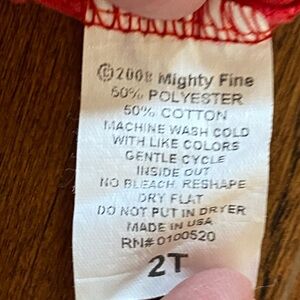 ©2008 Mighty Fine
50% POLYESTER
50% COTTON
MACHINE WASH COLD
WITH LIKE COLORS
GENTLE CYCLE
INSIDE OUT
NO BLEACH, RESHAPE
DRY FLAT
DO NOT PUT IN DRYER
MADE IN USA
RN# 0100520
2T